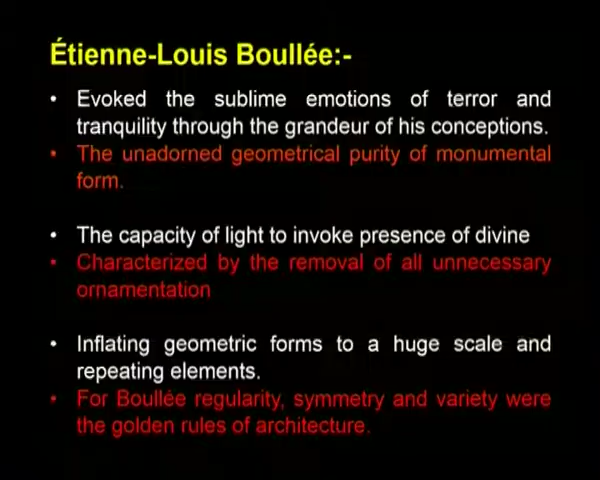 Étienne-Louis Boullée:-
• Evoked the sublime emotions of terror and
tranquility through the grandeur of his conceptions.
• The unadorned geometrical purity of monumental
form.
• The capacity of light to invoke presence of divine
• Characterized by the removal of all unnecessary
ornamentation
• Inflating geometric forms to a huge scale and
repeating elements.
• For Boullée regularity, symmetry and variety were
the golden rules of architecture.